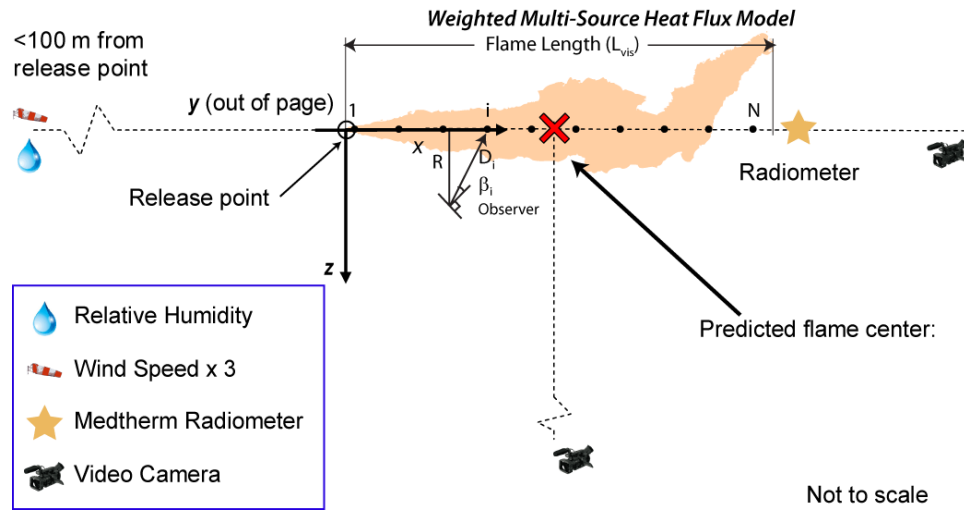 Weighted Multi-Source Heat Flux Model
<100 m from
release point
Flame Length (Lvis)
y (out of page)
1
i
N
x
R
Di
βi
Observer
Radiometer
Release point
z
Predicted flame center:
Relative Humidity
Wind Speed x 3
Medtherm Radiometer
Video Camera
Not to scale